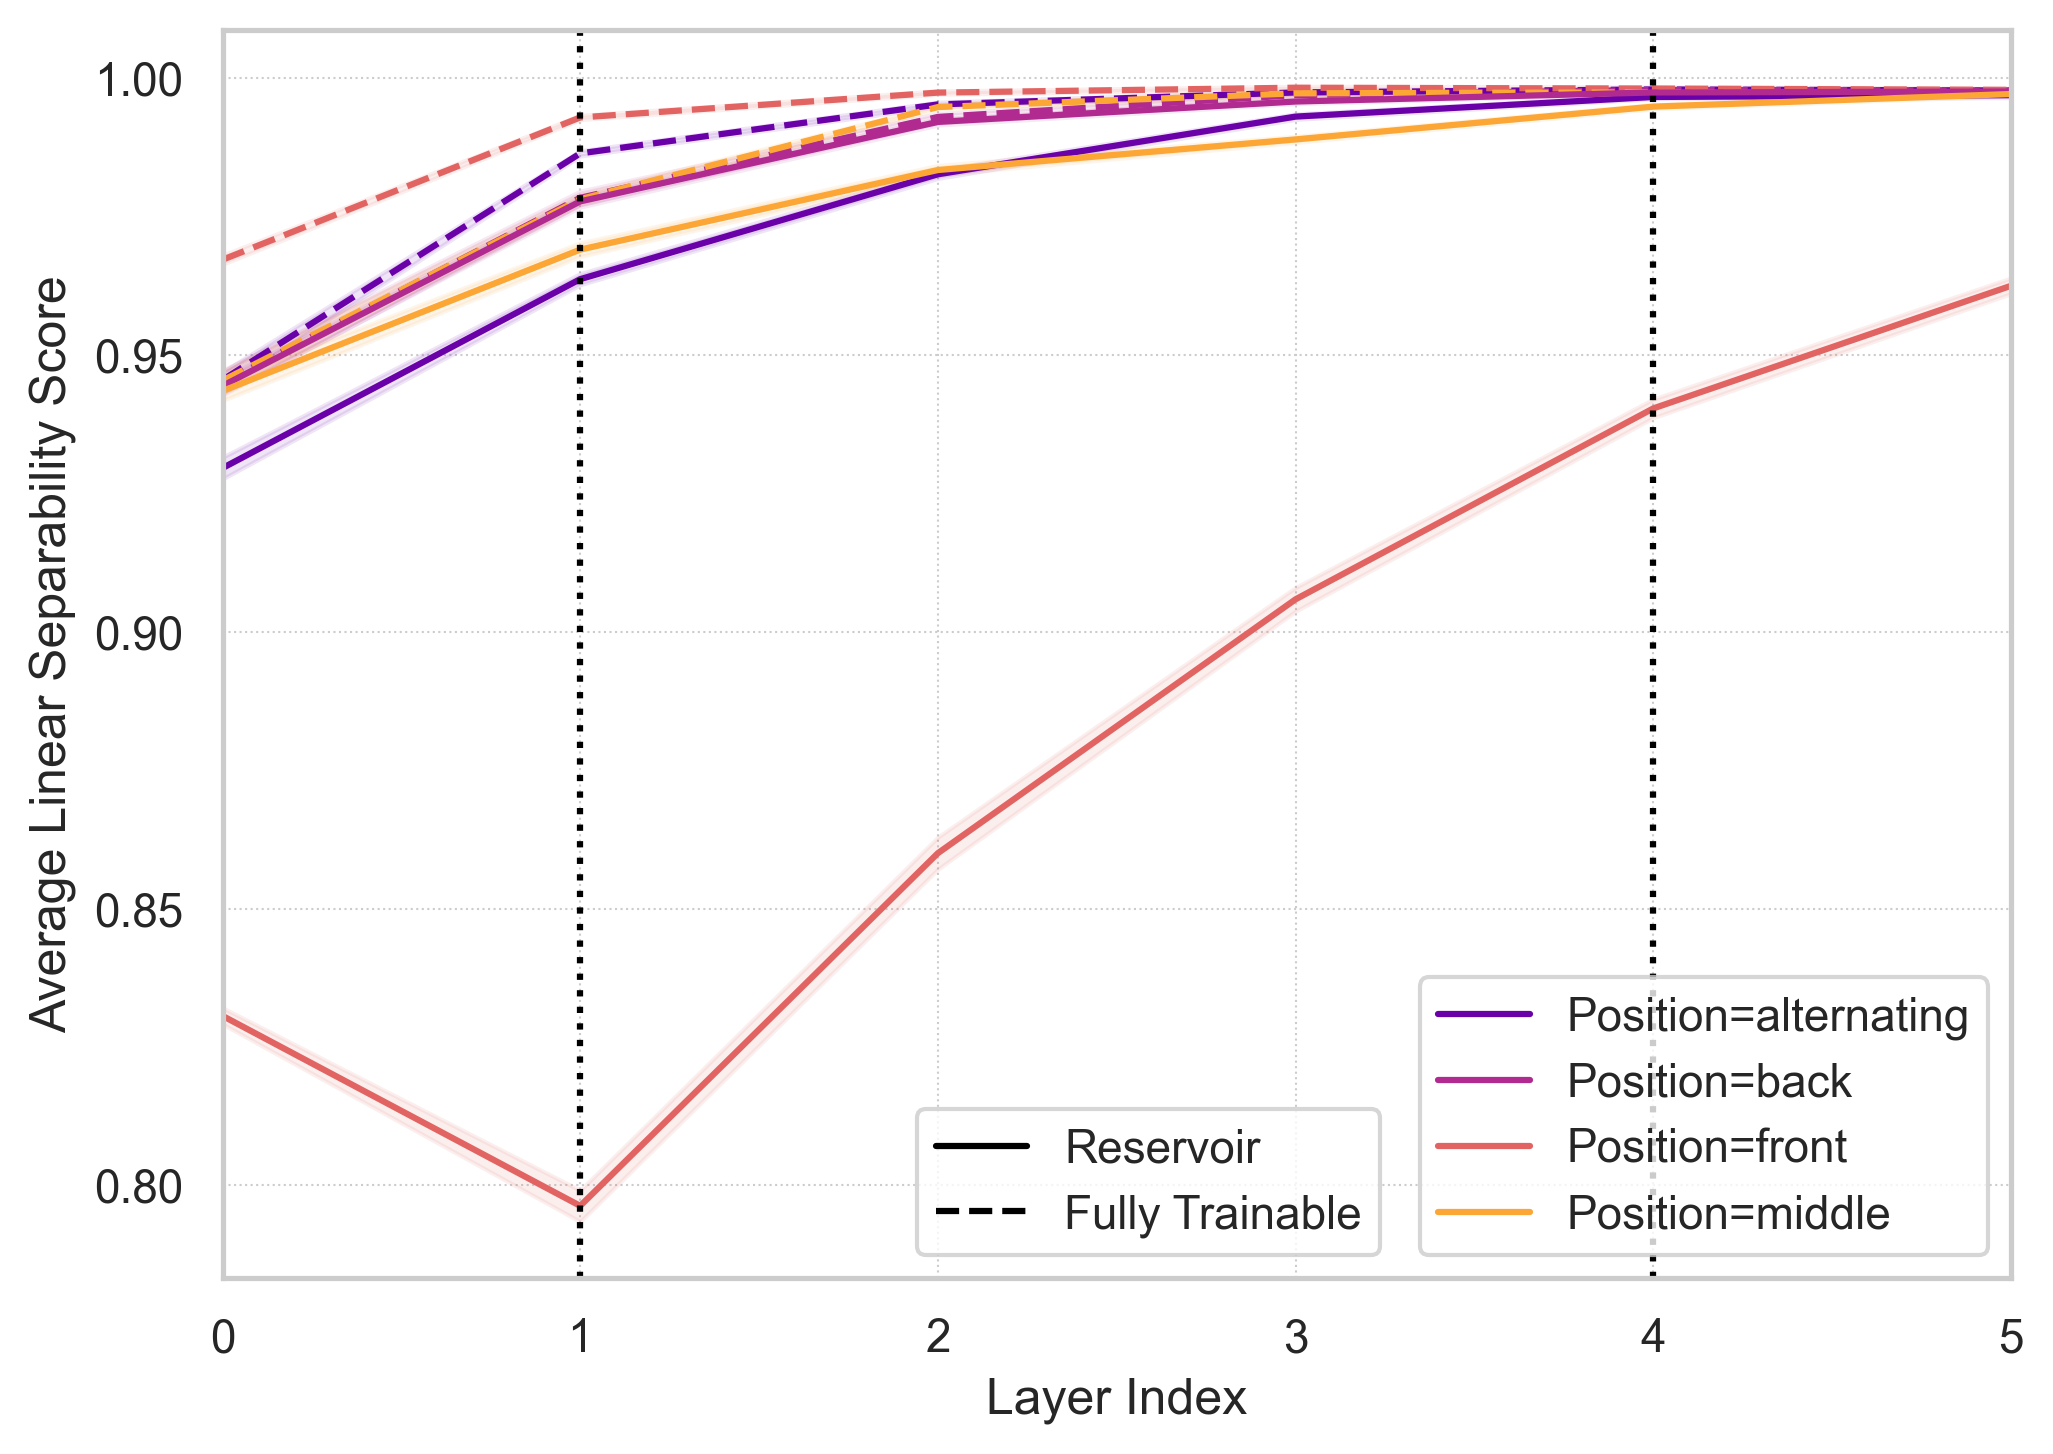 Average Linear Separability Score
1.00
0.95
0.90
0.85
0.80
0
1
2
3
4
5
Layer Index
Reservoir
Fully Trainable
Position=alternating
Position=back
Position=front
Position=middle